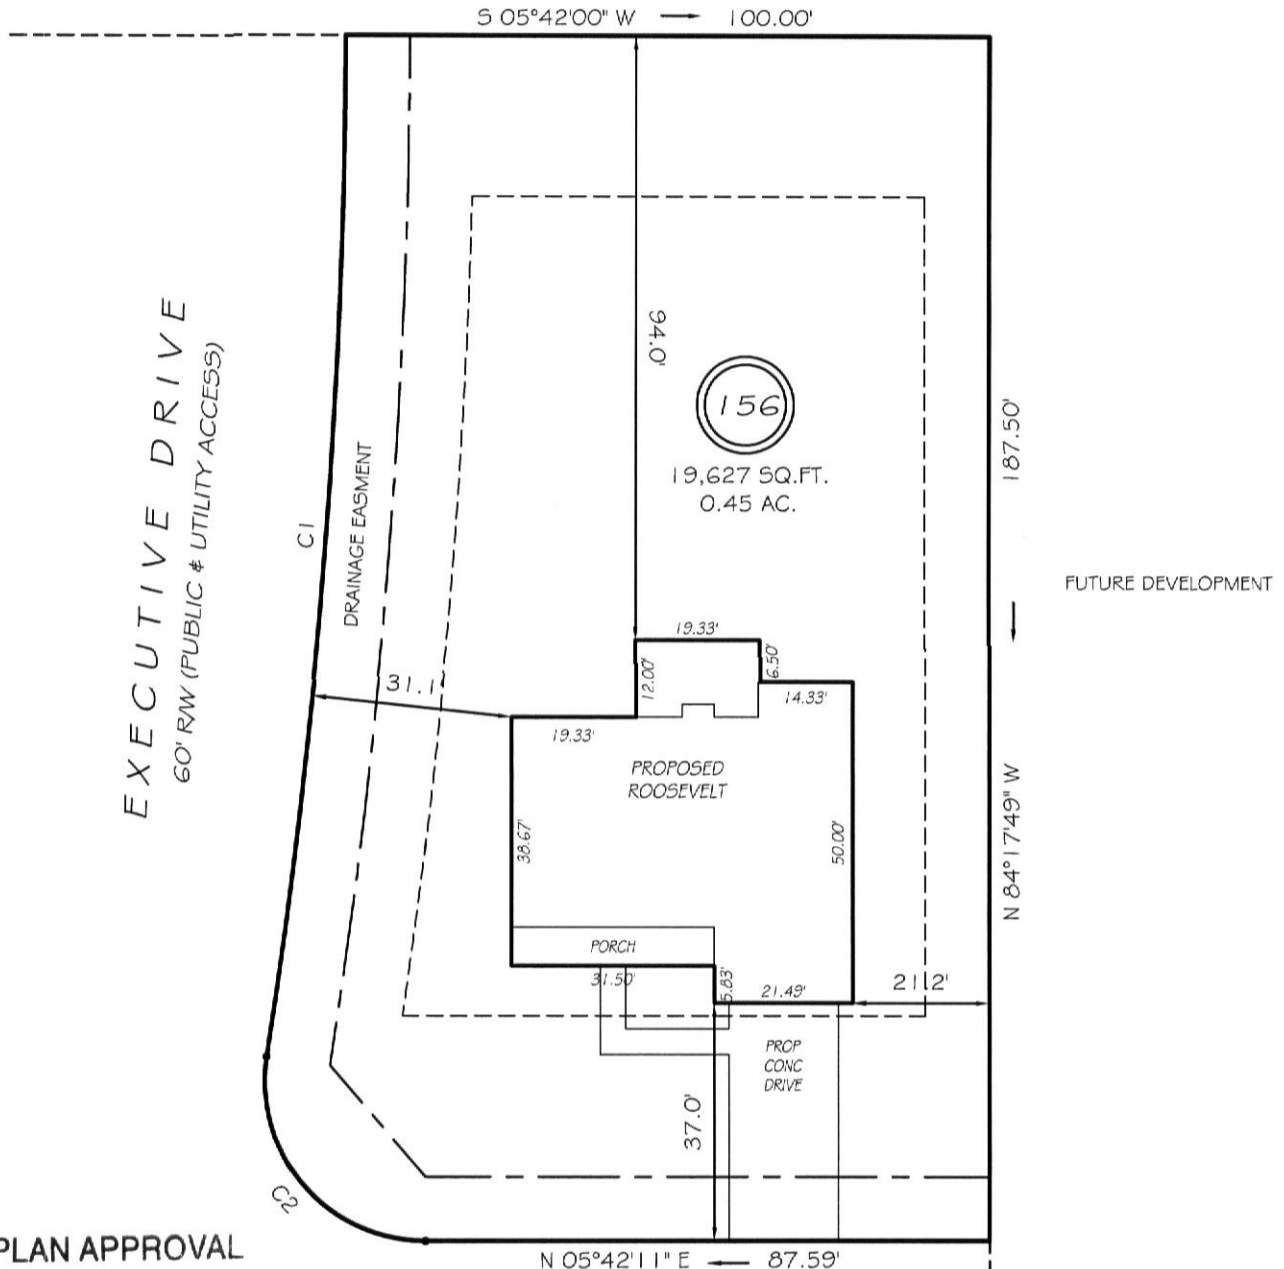 S 05°42'00" W 100.00'
EXECUTIVE DRIVE
60' R/W (PUBLIC & UTILITY ACCESS)
C1
DRAINAGE EASMENT
94.0'
156
19,627 SQ.FT.
0.45 AC.
187.50'
N 84°17'49" W
FUTURE DEVELOPMENT
31.1'
19.33'
12.00'
6.50'
14.33'
19.33'
PROPOSED
ROOSEVELT
38.67'
50.00'
PORCH
31.50'
5.83'
21.49'
21.2'
PROP
CONC
DRIVE
37.0'
C2
PLAN APPROVAL
N 05°42'11" E 87.59'